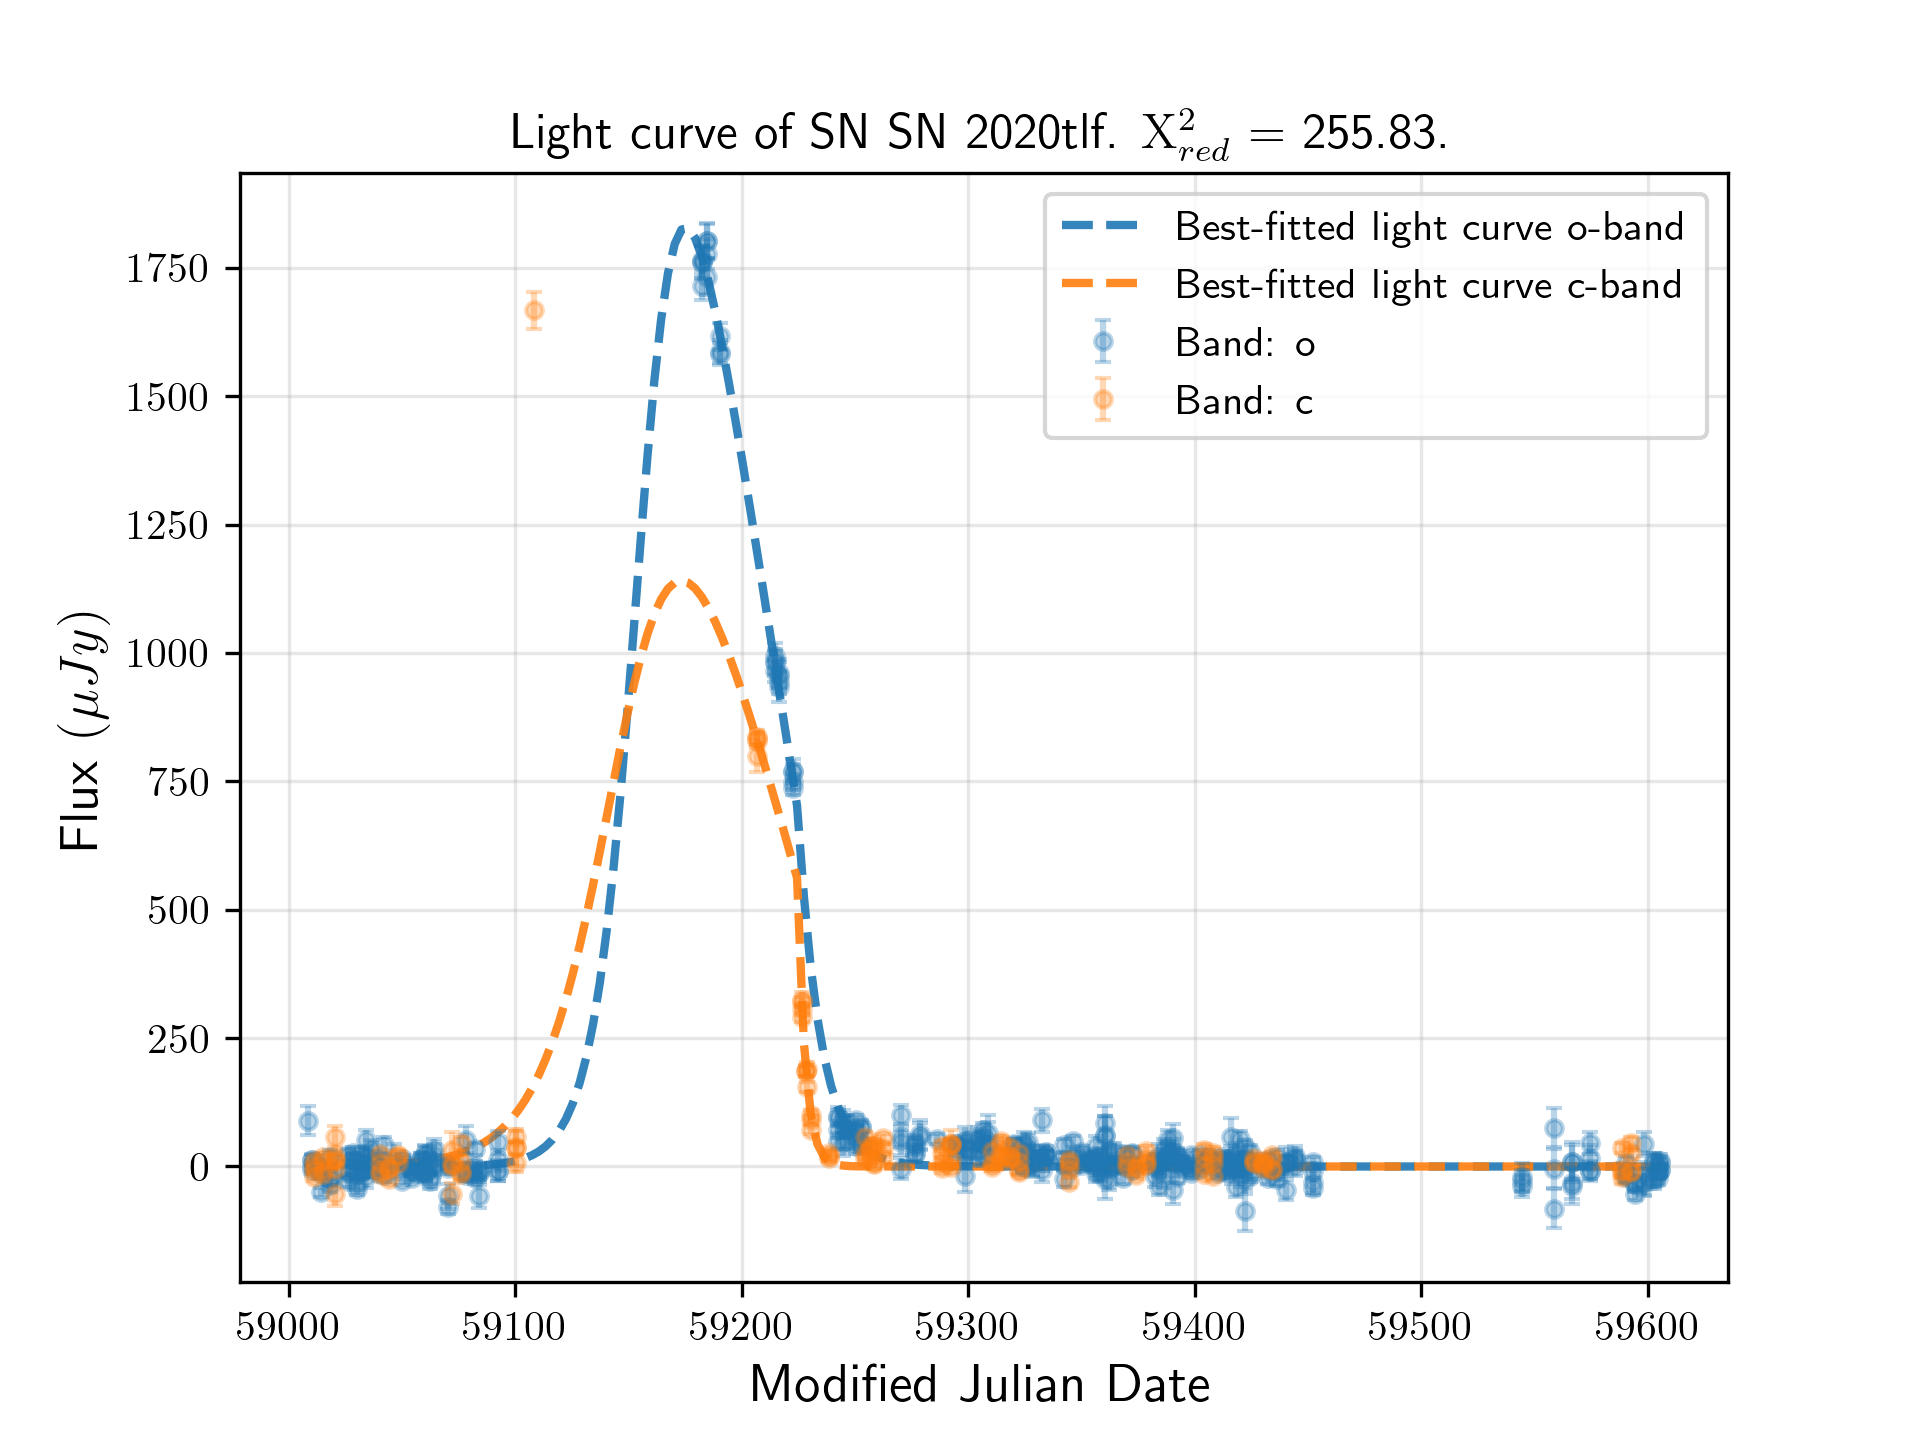 Light curve of SN SN 2020tlf. X²_red = 255.83.
Best-fitted light curve o-band
Best-fitted light curve c-band
Band: o
Band: c
1750
1500
1250
1000
750
500
250
0
Flux (μJy)
59000 59100 59200 59300 59400 59500 59600
Modified Julian Date